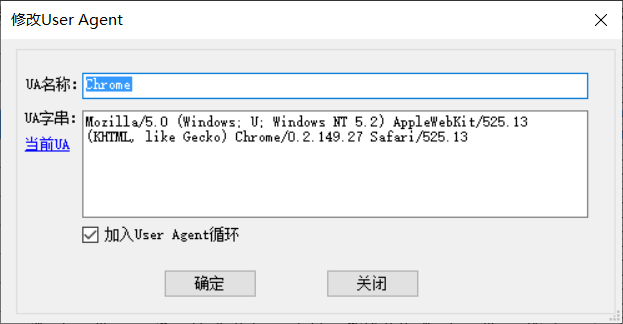 修改User Agent
UA名称:
Chrome
UA字串:
Mozilla/5.0 (Windows; U; Windows NT 5.2) AppleWebKit/525.13
(KHTML, like Gecko) Chrome/0.2.149.27 Safari/525.13
当前UA
加入User Agent循环
确定
关闭